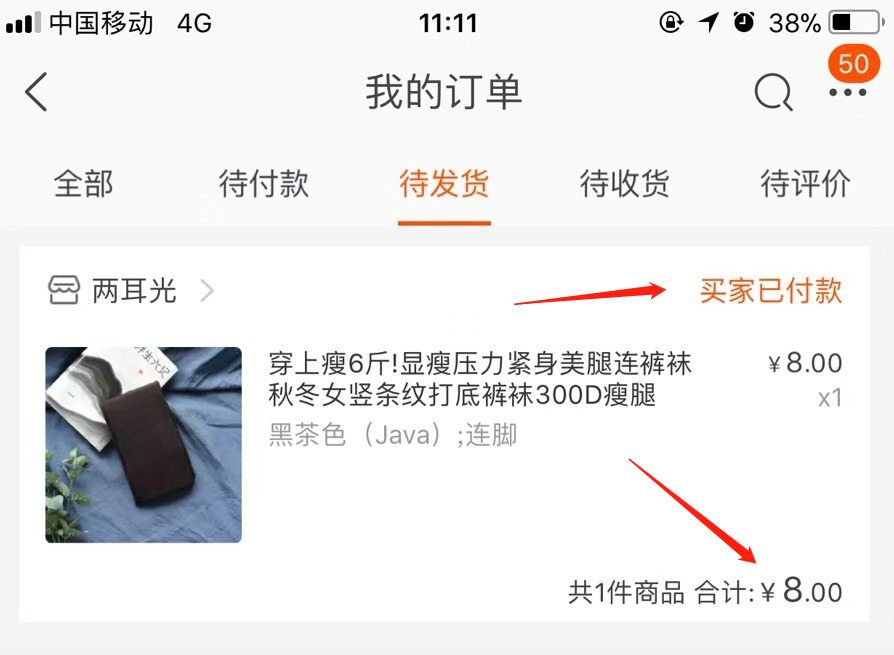 中国移动 4G 11:11 38%
50
我的订单
全部 待付款 待发货 待收货 待评价
两耳光 买家已付款
穿上瘦6斤!显瘦压力紧身美腿连裤袜 ¥8.00
秋冬女竖条纹打底裤袜300D瘦腿 x1
黑茶色（Java）;连脚
共1件商品 合计:¥8.00